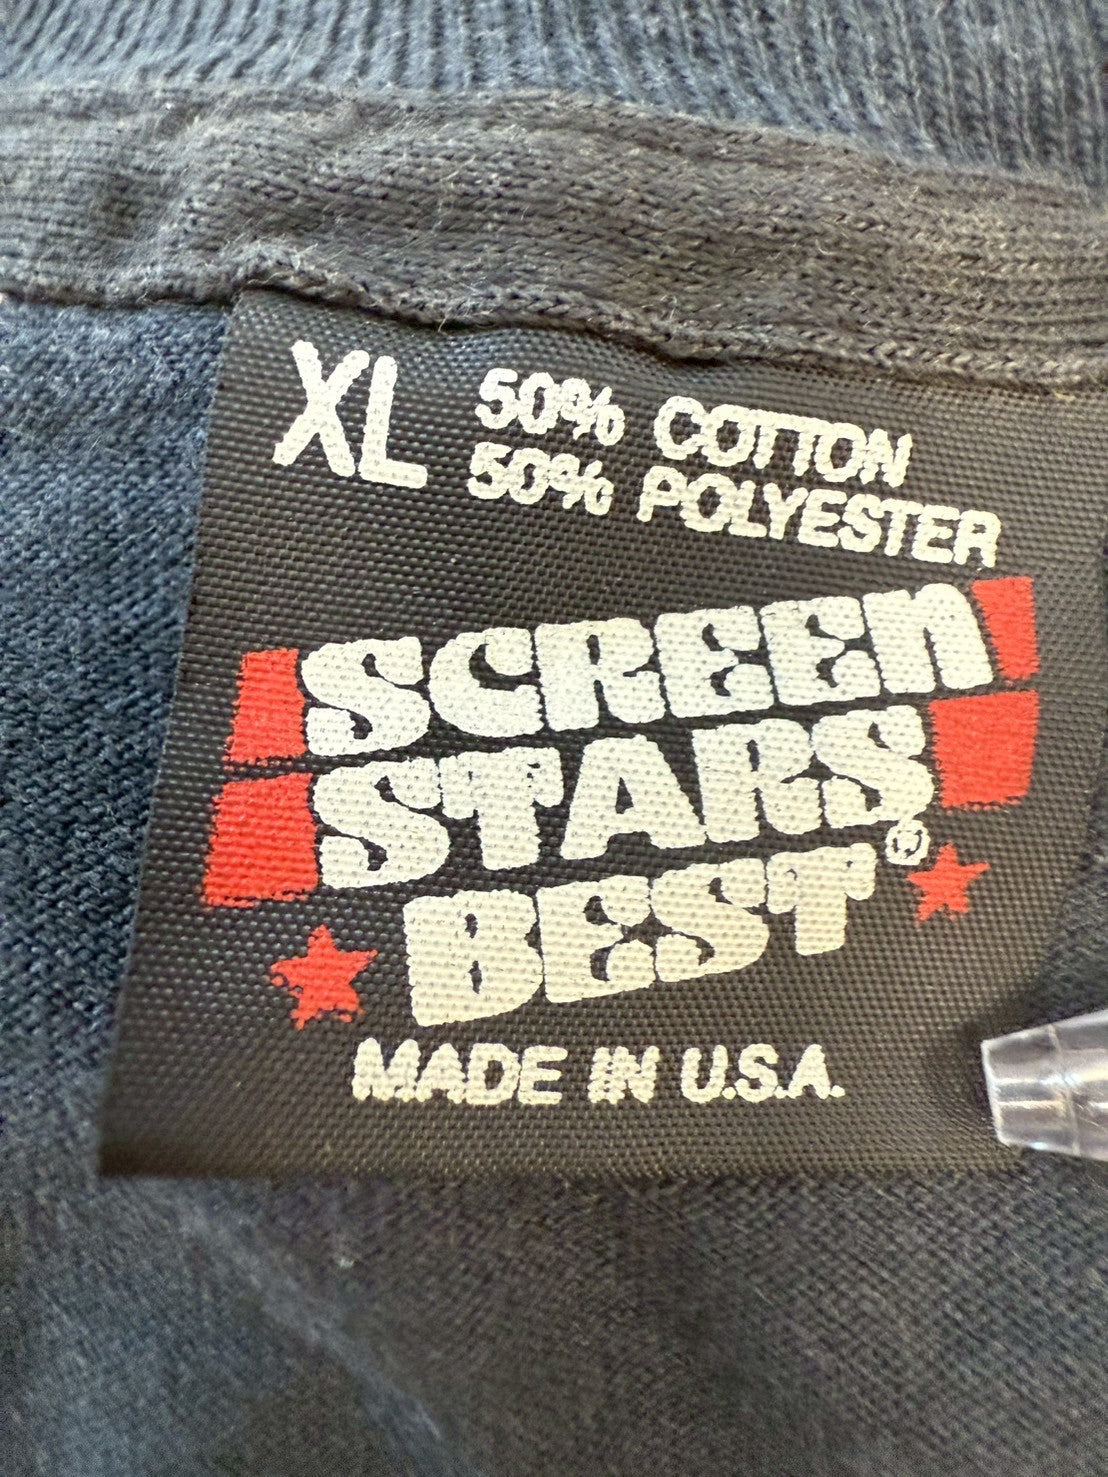 XL 50% COTTON
50% POLYESTER
SCREEN
STARS
BEST®
MADE IN U.S.A.